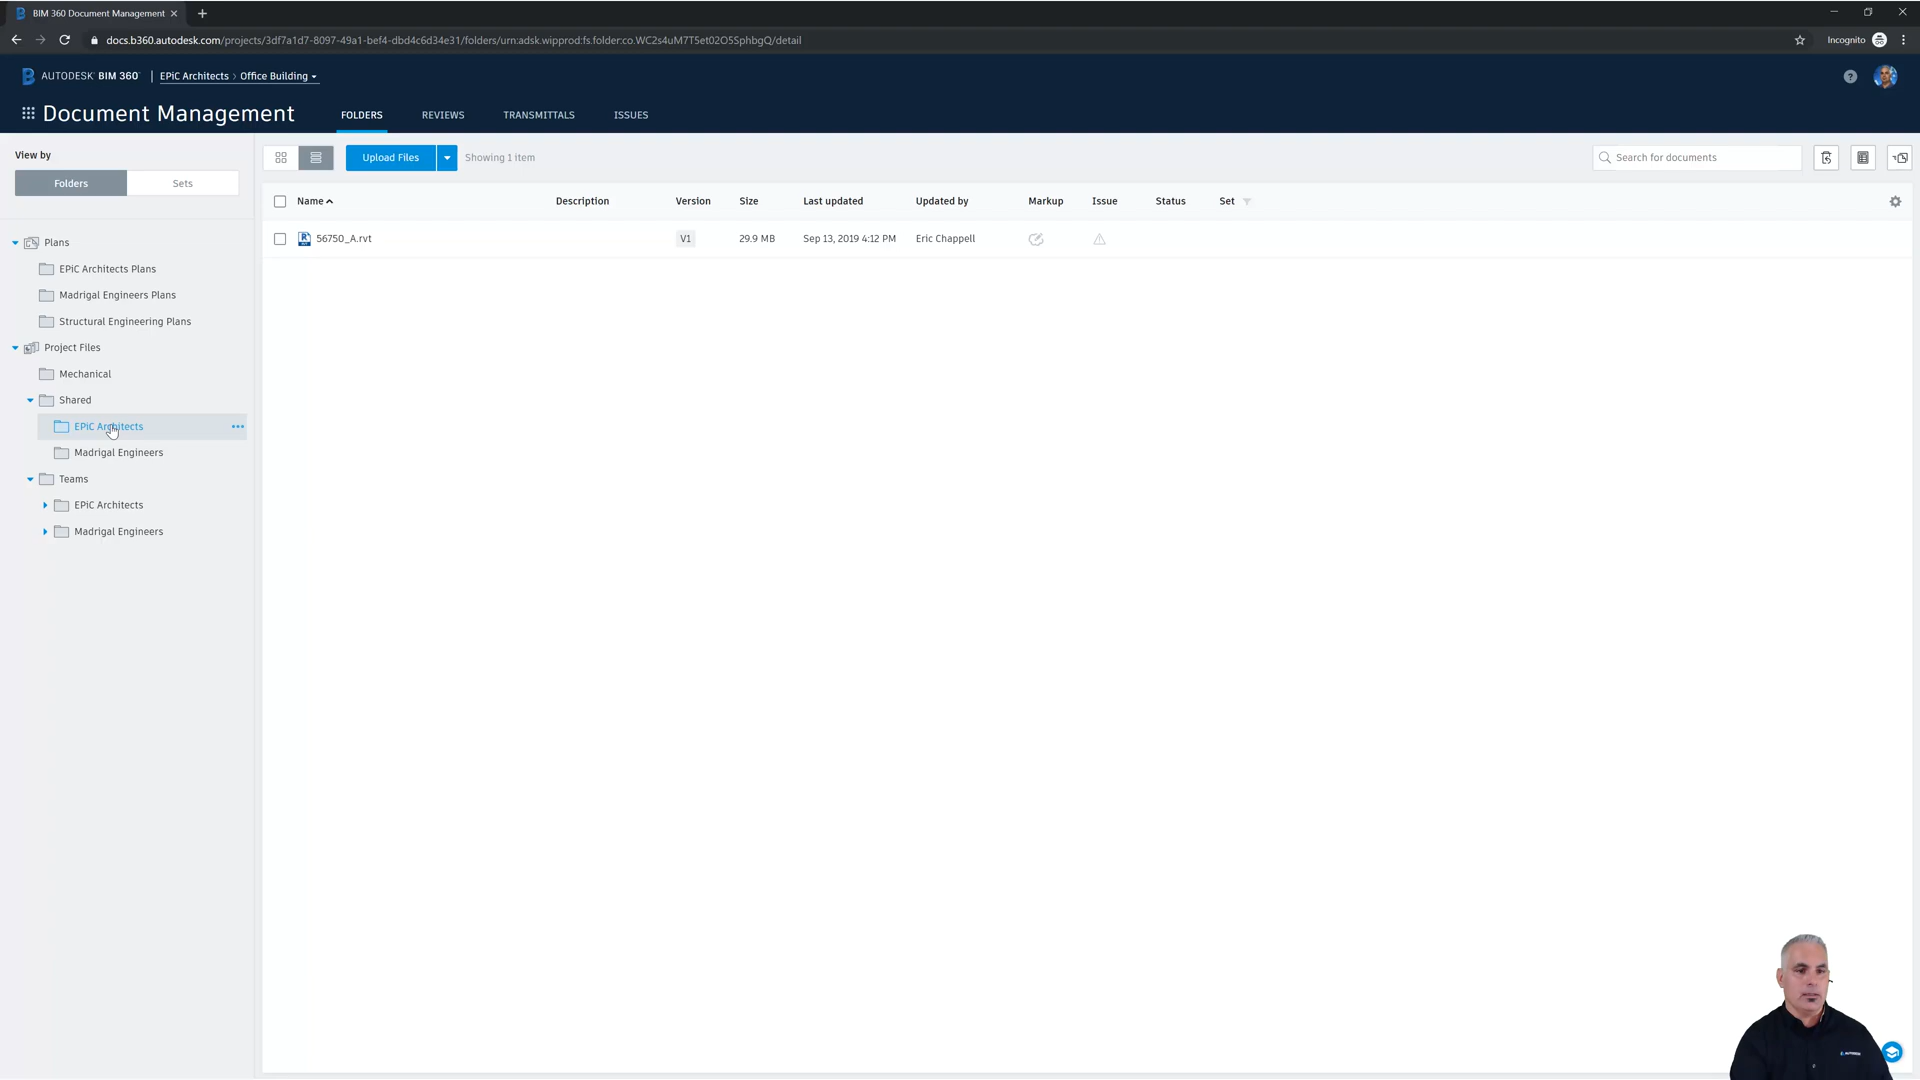 BIM 360 Document Management
docs.b360.autodesk.com/projects/3df7a1d7-8097-49a1-bef4-dbd4c6d34e31/folders/urn:adsk.wipprod:fs.folder:co.WC2s4uM7T5et02O5SphbgQ/detail
Incognito
AUTODESK BIM 360 EPiC Architects > Office Building
Document Management
FOLDERS REVIEWS TRANSMITTALS ISSUES
View by
Folders Sets
Upload Files Showing 1 item
Search for documents
Name Description Version Size Last updated Updated by Markup Issue Status Set
56750_A.rvt V1 29.9 MB Sep 13, 2019 4:12 PM Eric Chappell
Plans
EPiC Architects Plans
Madrigal Engineers Plans
Structural Engineering Plans
Project Files
Mechanical
Shared
EPiC Architects
Madrigal Engineers
Teams
EPiC Architects
Madrigal Engineers
AUTODESK